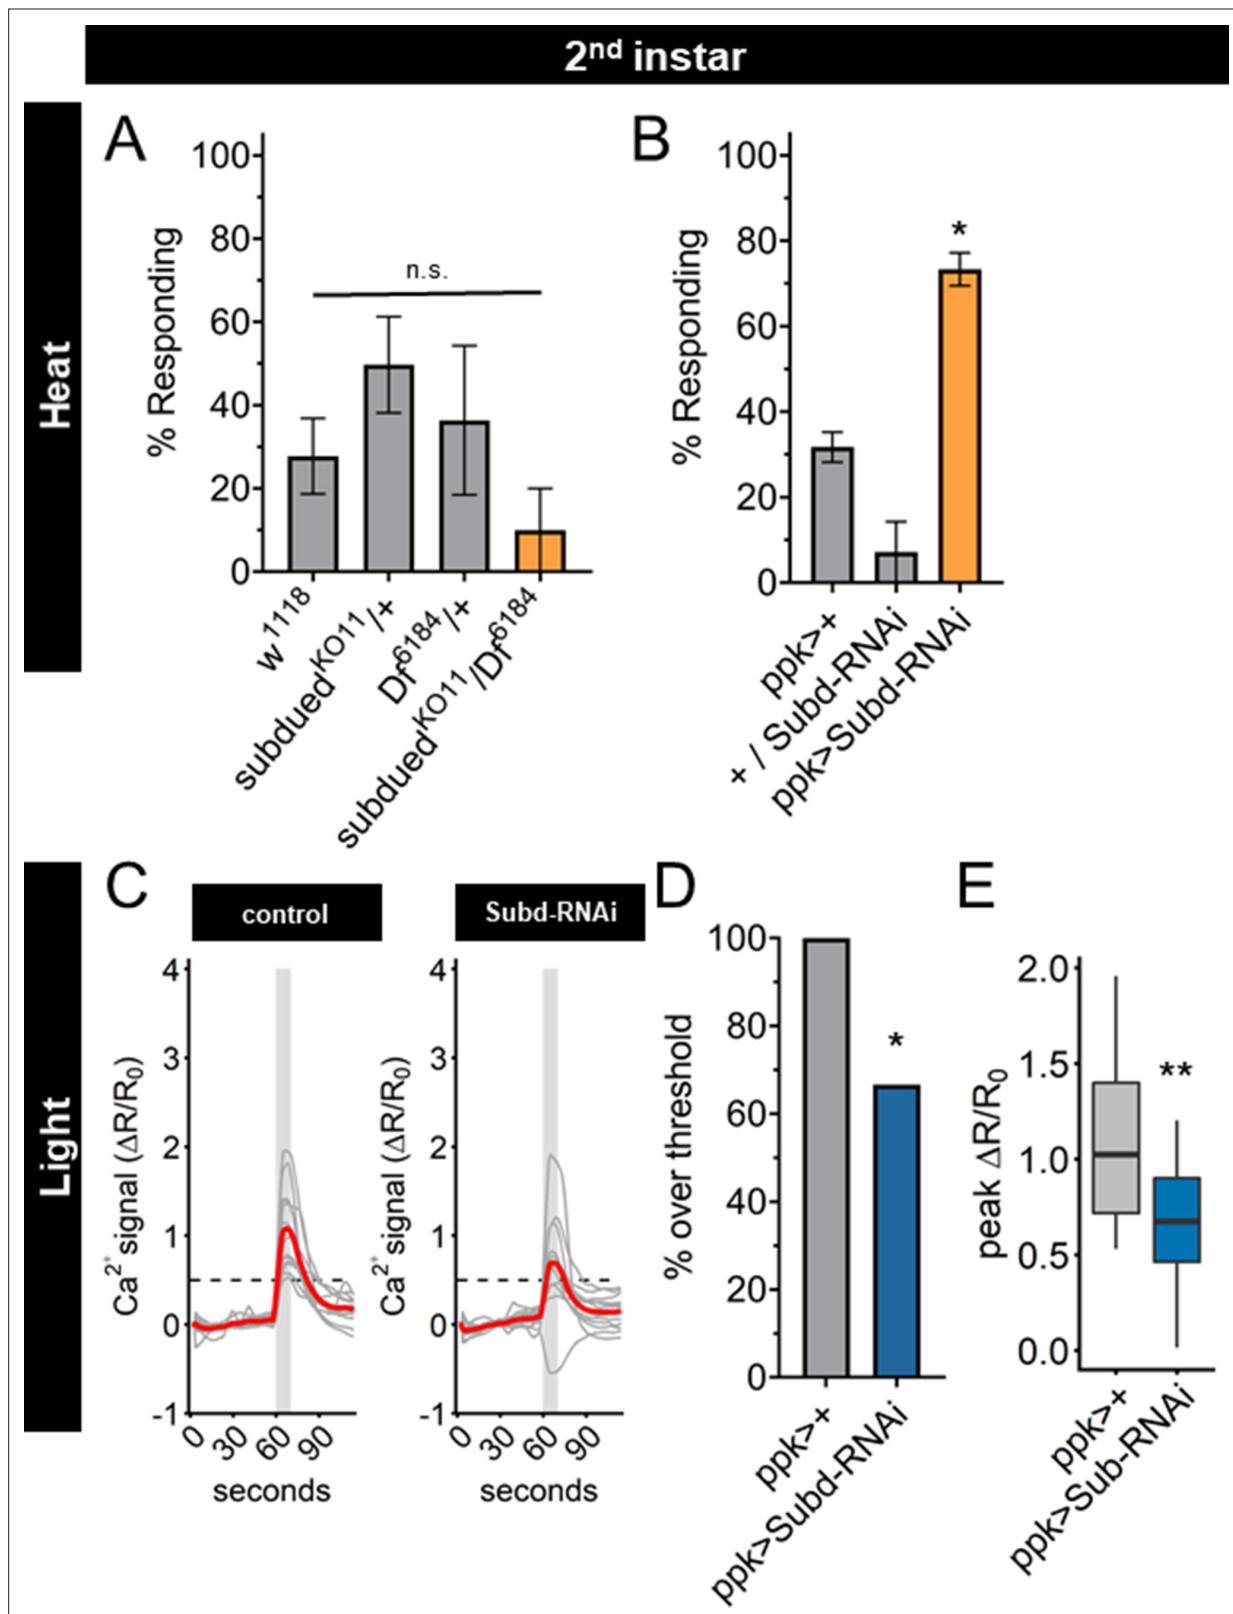 2nd instar
Heat
A
% Responding
100
80
60
40
20
0
n.s.
w1118
subduedKO11/+
Df6184/+
subduedKO11/Df6184
B
% Responding
100
80
60
40
20
0
*
ppk>+
+ / Subd-RNAi
ppk>Subd-RNAi
Light
C
control
Ca2+ signal (ΔR/R0)
4
3
2
1
0
-1
0 30 60 90
seconds
Subd-RNAi
Ca2+ signal (ΔR/R0)
4
3
2
1
0
-1
0 30 60 90
seconds
D
% over threshold
100
80
60
40
20
0
*
ppk>+
ppk>Subd-RNAi
E
peak ΔR/R0
2.0
1.5
1.0
0.5
0.0
**
ppk>+
ppk>Sub-RNAi